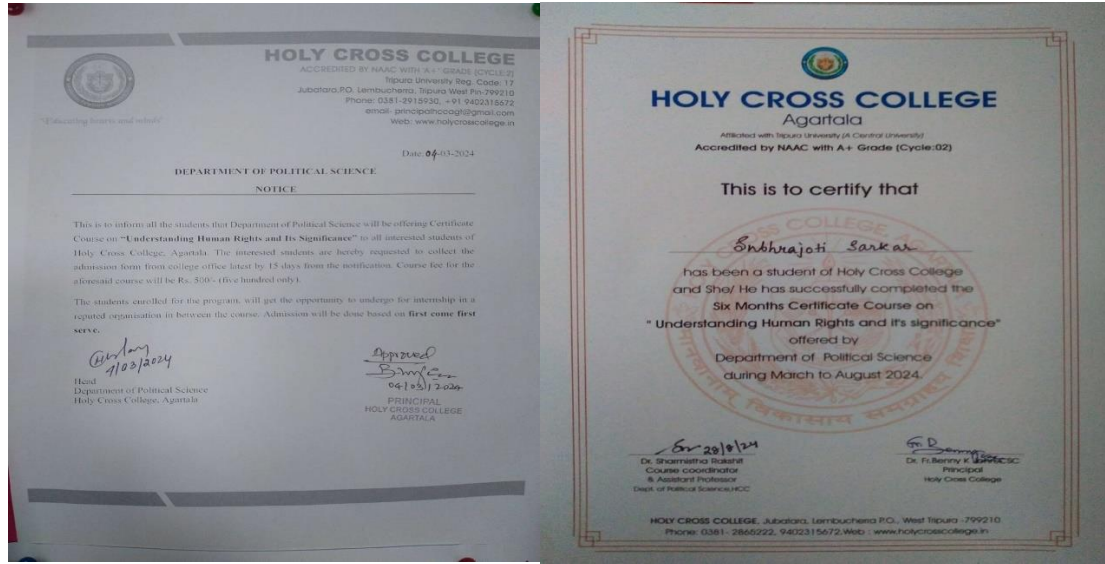 HOLY CROSS COLLEGE
ACCREDITED BY NAAC WITH 'A+' GRADE (CYCLE:2)
Tripura University Reg. Code: 17
Jubatara,P.O. Lembucherra, Tripura West Pin-799210
Phone: 0381-2915930, +91 9402315672
email- principalhccagt@gmail.com
Web: www.holycrosscollege.in
"Educating hearts and minds"
Date: 04-03-2024
DEPARTMENT OF POLITICAL SCIENCE
NOTICE
This is to inform all the students that Department of Political Science will be offering Certificate
Course on "Understanding Human Rights and Its Significance" to all interested students of
Holy Cross College, Agartala. The interested students are hereby requested to collect the
admission form from college office latest by 15 days from the notification. Course fee for the
aforesaid course will be Rs. 500/- (five hundred only).
The students enrolled for the program, will get the opportunity to undergo for internship in a
reputed organisation in between the course. Admission will be done based on first come first
serve.
4/03/2024
Head
Department of Political Science
Holy Cross College, Agartala
Approved
04/03/2024
PRINCIPAL
HOLY CROSS COLLEGE
AGARTALA
HOLY CROSS COLLEGE
Agartala
Affiliated with Tripura University (A Central University)
Accredited by NAAC with A+ Grade (Cycle:02)
This is to certify that
Subhrajoti Sarkar
has been a student of Holy Cross College
and She/ He has successfully completed the
Six Months Certificate Course on
" Understanding Human Rights and it's significance"
offered by
Department of Political Science
during March to August 2024.
28/8/24
Dr. Sharmistha Rakshit
Course coordinator
& Assistant Professor
Dept. of Political Science,HCC
Dr. Fr.Benny K CSC
Principal
Holy Cross College
HOLY CROSS COLLEGE, Jubatara, Lembucherra P.O., West Tripura -799210
Phone: 0381- 2865222, 9402315672,Web : www.holycrosscollege.in